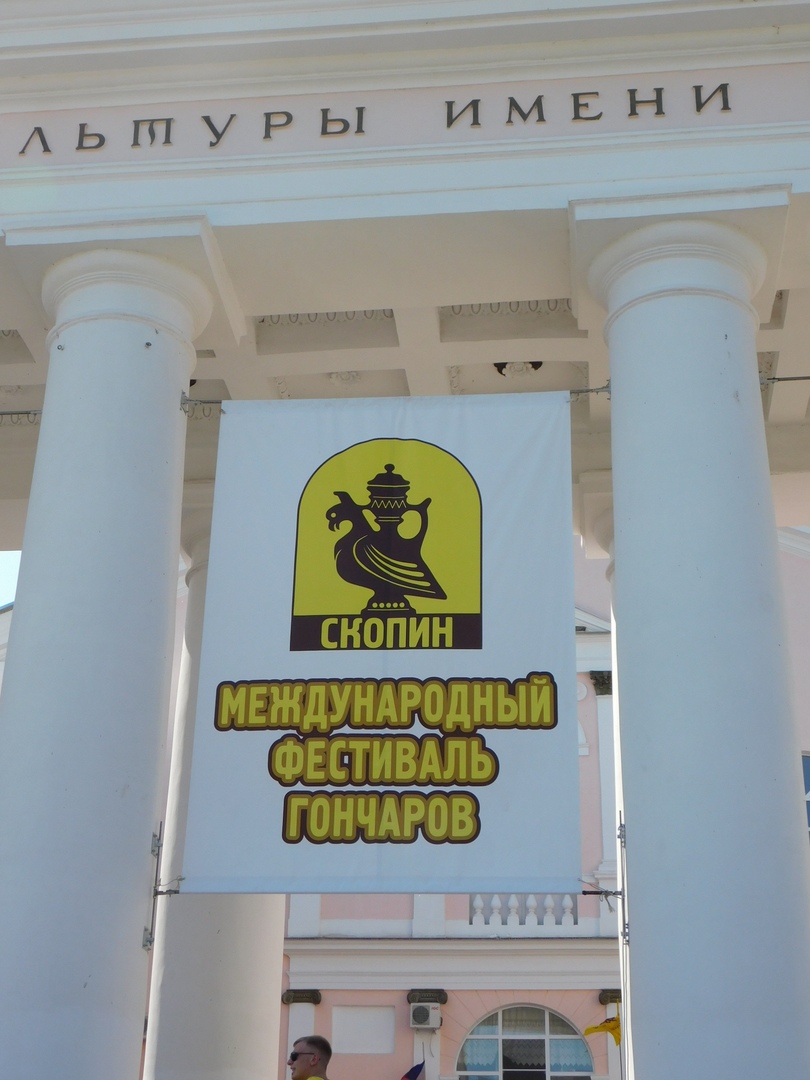 ЛЬТУРЫ ИМЕНИ
СКОПИН
МЕЖДУНАРОДНЫЙ
ФЕСТИВАЛЬ
ГОНЧАРОВ